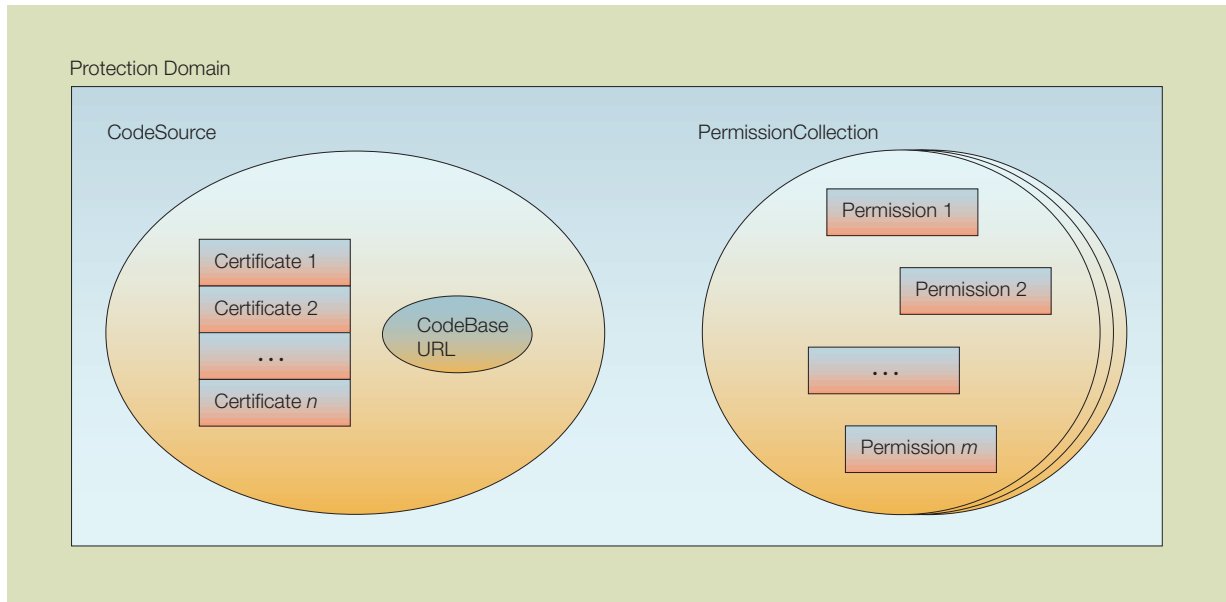 Protection Domain
CodeSource
PermissionCollection
Certificate 1
Certificate 2
...
Certificate n
CodeBase
URL
Permission 1
Permission 2
...
Permission m